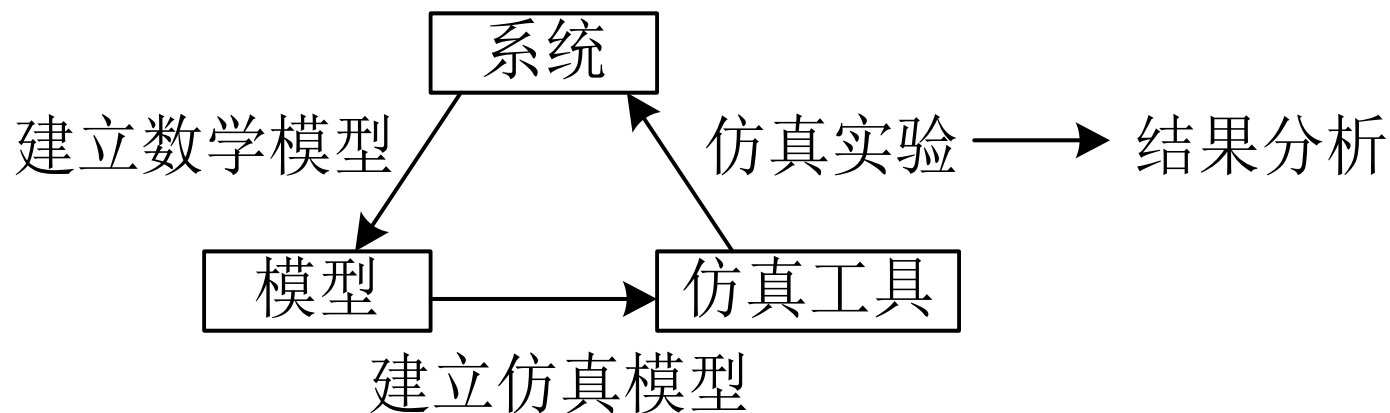 系统
建立数学模型
仿真实验
结果分析
模型
仿真工具
建立仿真模型